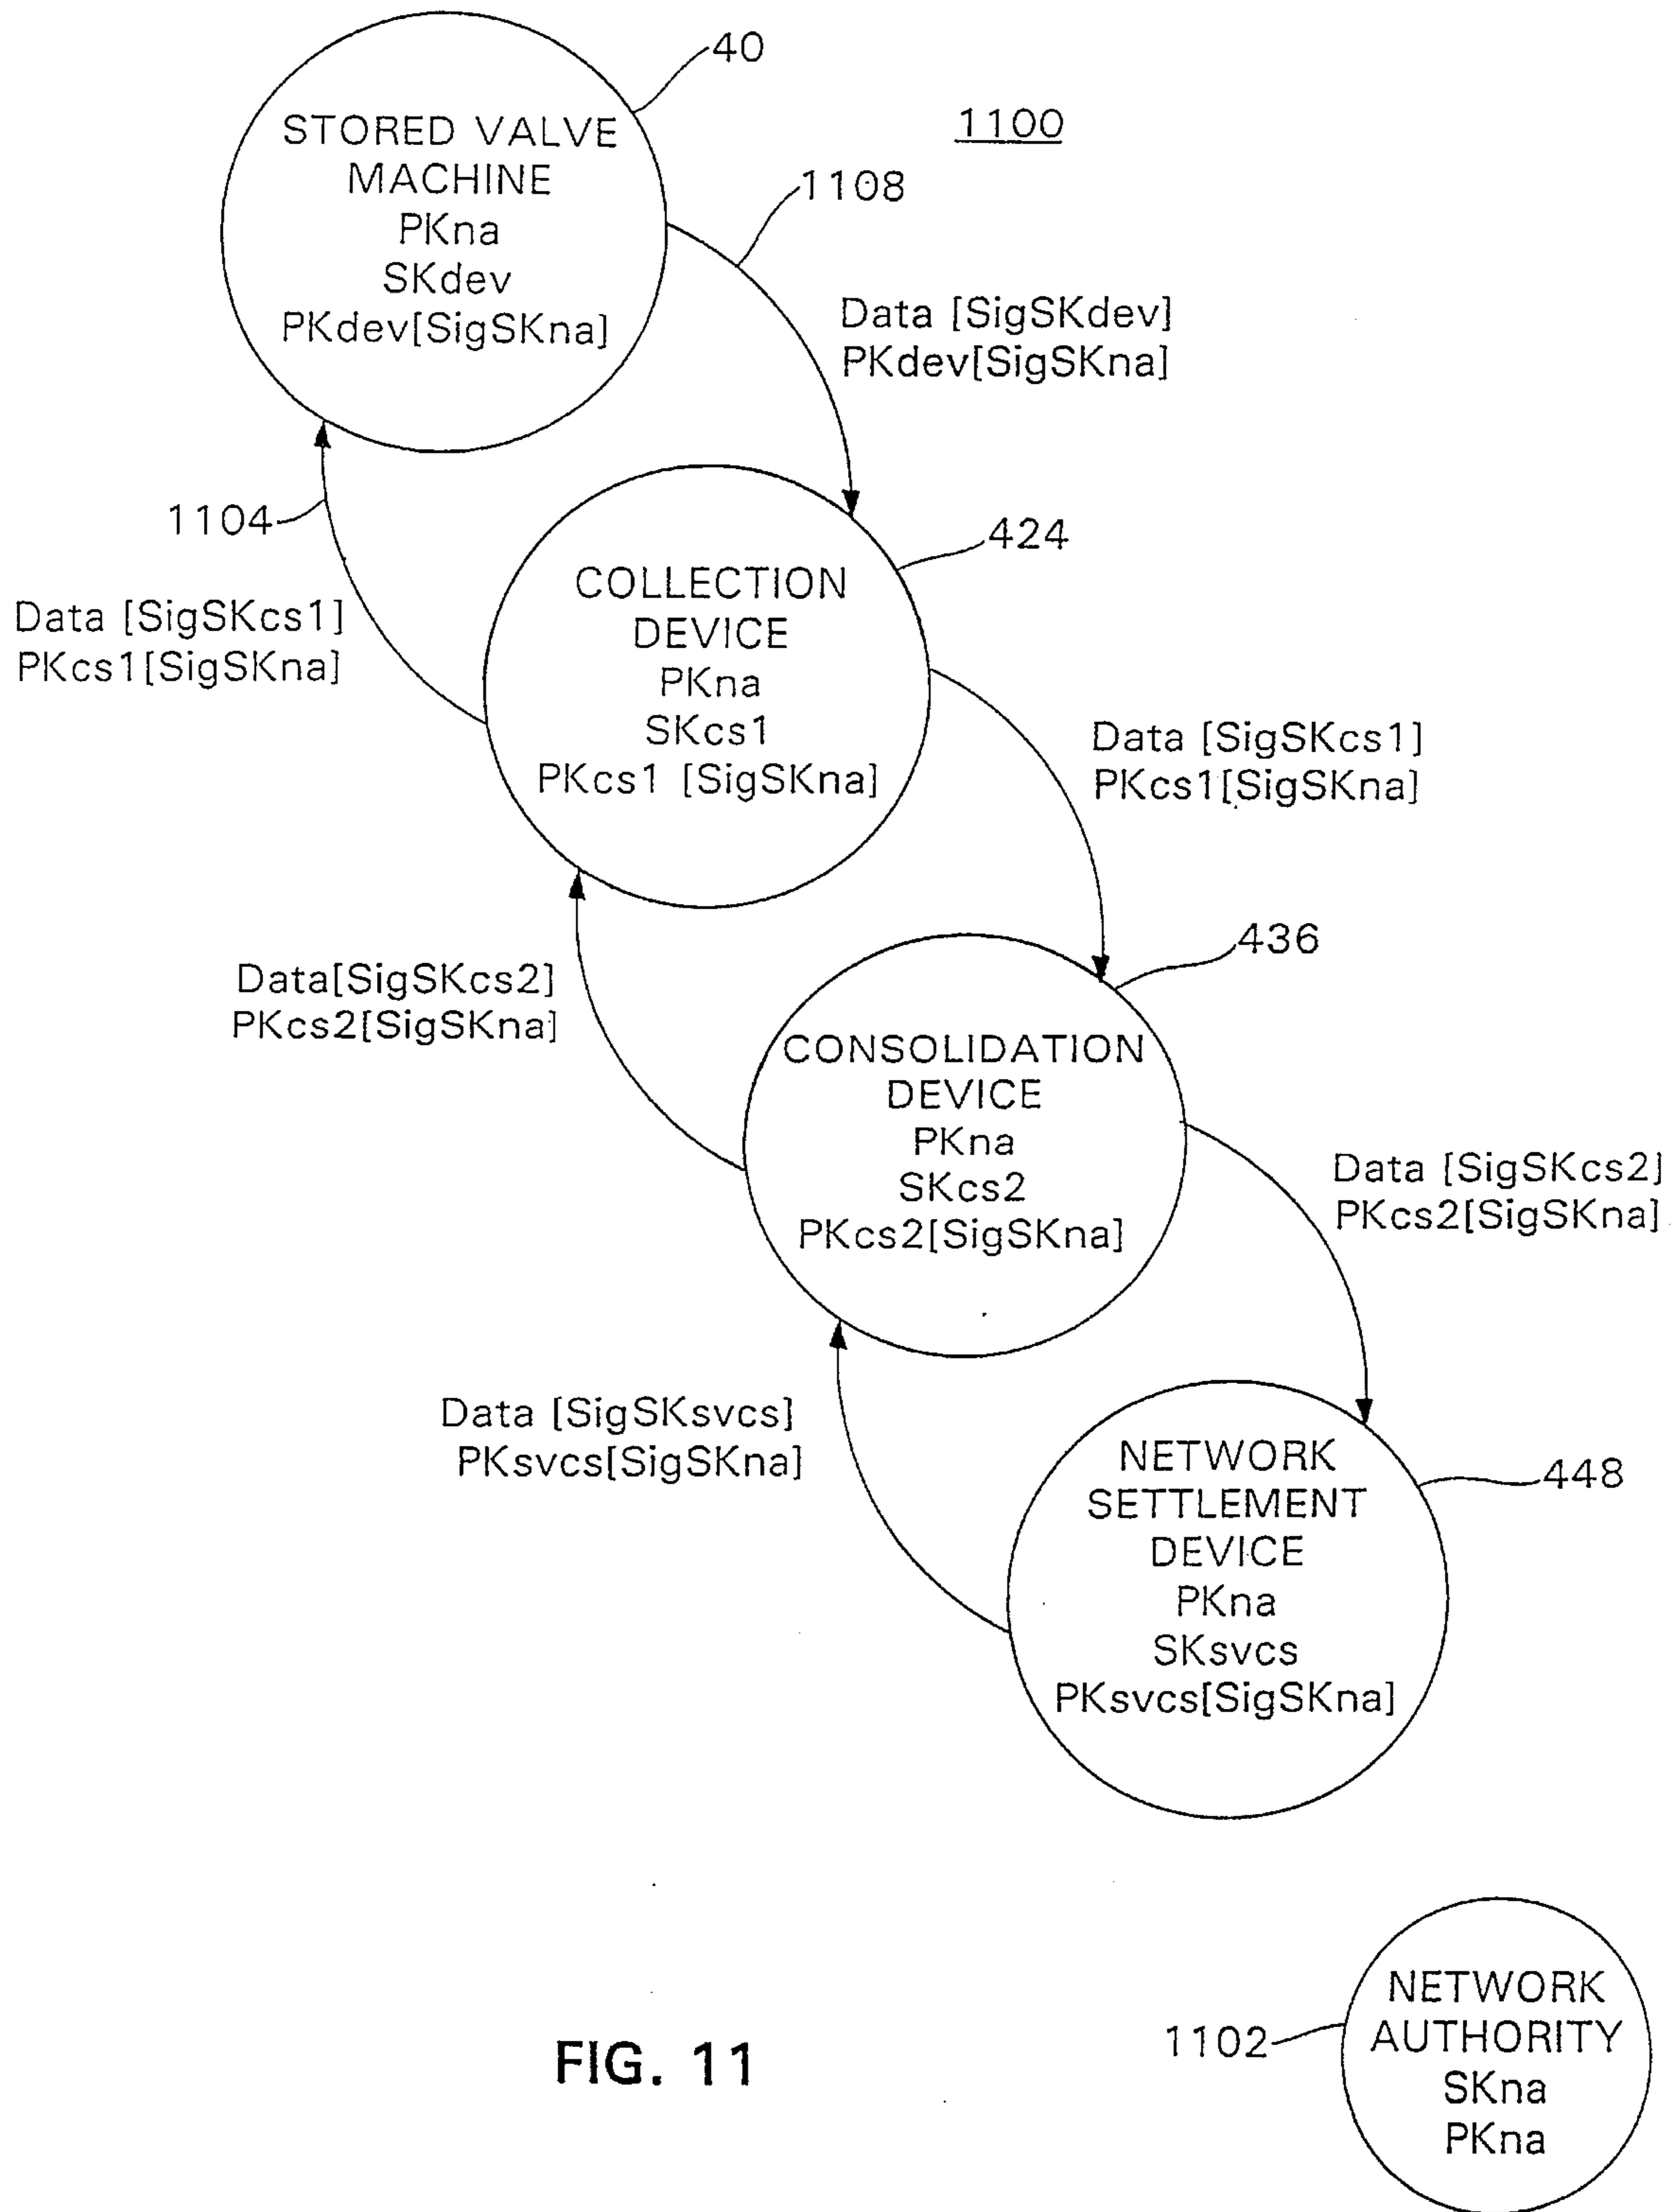 40
1100
STORED VALVE
MACHINE
PKna
SKdev
PKdev[SigSKna]
1108
Data [SigSKdev]
PKdev[SigSKna]
1104
Data [SigSKcs1]
PKcs1[SigSKna]
424
COLLECTION
DEVICE
PKna
SKcs1
PKcs1 [SigSKna]
Data [SigSKcs1]
PKcs1[SigSKna]
Data[SigSKcs2]
PKcs2[SigSKna]
436
CONSOLIDATION
DEVICE
PKna
SKcs2
PKcs2[SigSKna]
Data [SigSKcs2]
PKcs2[SigSKna]
Data [SigSKsvcs]
PKsvcs[SigSKna]
448
NETWORK
SETTLEMENT
DEVICE
PKna
SKsvcs
PKsvcs[SigSKna]
1102
NETWORK
AUTHORITY
SKna
PKna
FIG. 11